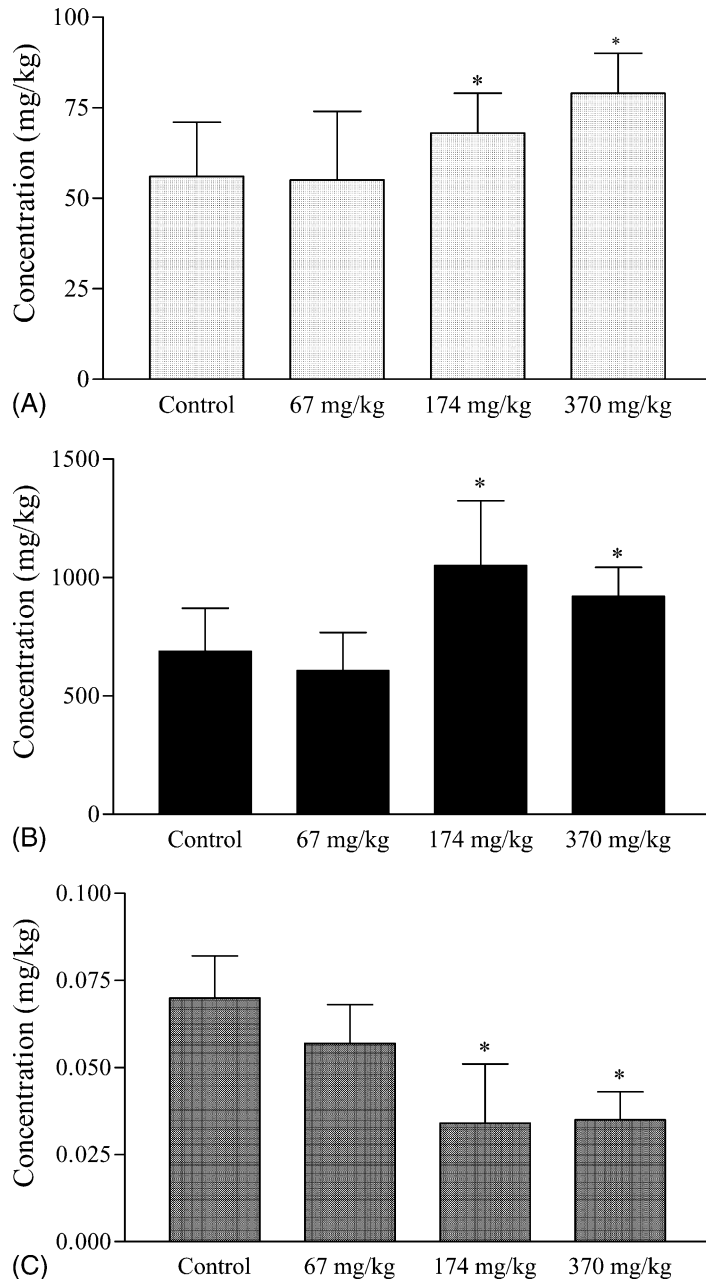 100
75
50
25
0
Concentration (mg/kg)
*
*
(A)
Control 67 mg/kg 174 mg/kg 370 mg/kg
1500
1000
500
0
Concentration (mg/kg)
*
*
(B)
Control 67 mg/kg 174 mg/kg 370 mg/kg
0.100
0.075
0.050
0.025
0.000
Concentration (mg/kg)
*
*
(C)
Control 67 mg/kg 174 mg/kg 370 mg/kg